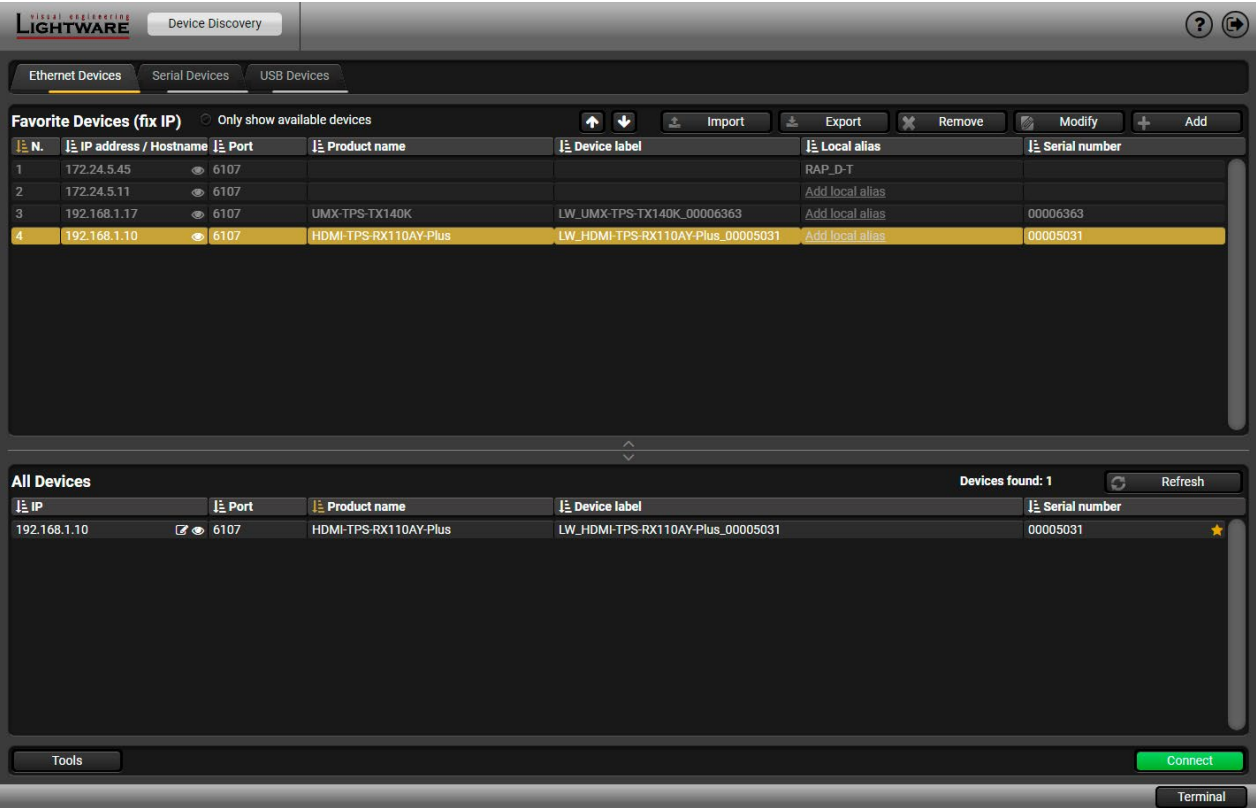 visual engineering
LIGHTWARE Device Discovery ?
Ethernet Devices Serial Devices USB Devices
Favorite Devices (fix IP) Only show available devices Import Export Remove Modify Add
N. IP address / Hostname Port Product name Device label Local alias Serial number
1 172.24.5.45 6107 RAP_D-T
2 172.24.5.11 6107 Add local alias
3 192.168.1.17 6107 UMX-TPS-TX140K LW_UMX-TPS-TX140K_00006363 Add local alias 00006363
4 192.168.1.10 6107 HDMI-TPS-RX110AY-Plus LW_HDMI-TPS-RX110AY-Plus_00005031 Add local alias 00005031
All Devices Devices found: 1 Refresh
IP Port Product name Device label Serial number
192.168.1.10 6107 HDMI-TPS-RX110AY-Plus LW_HDMI-TPS-RX110AY-Plus_00005031 00005031
Tools Connect
Terminal